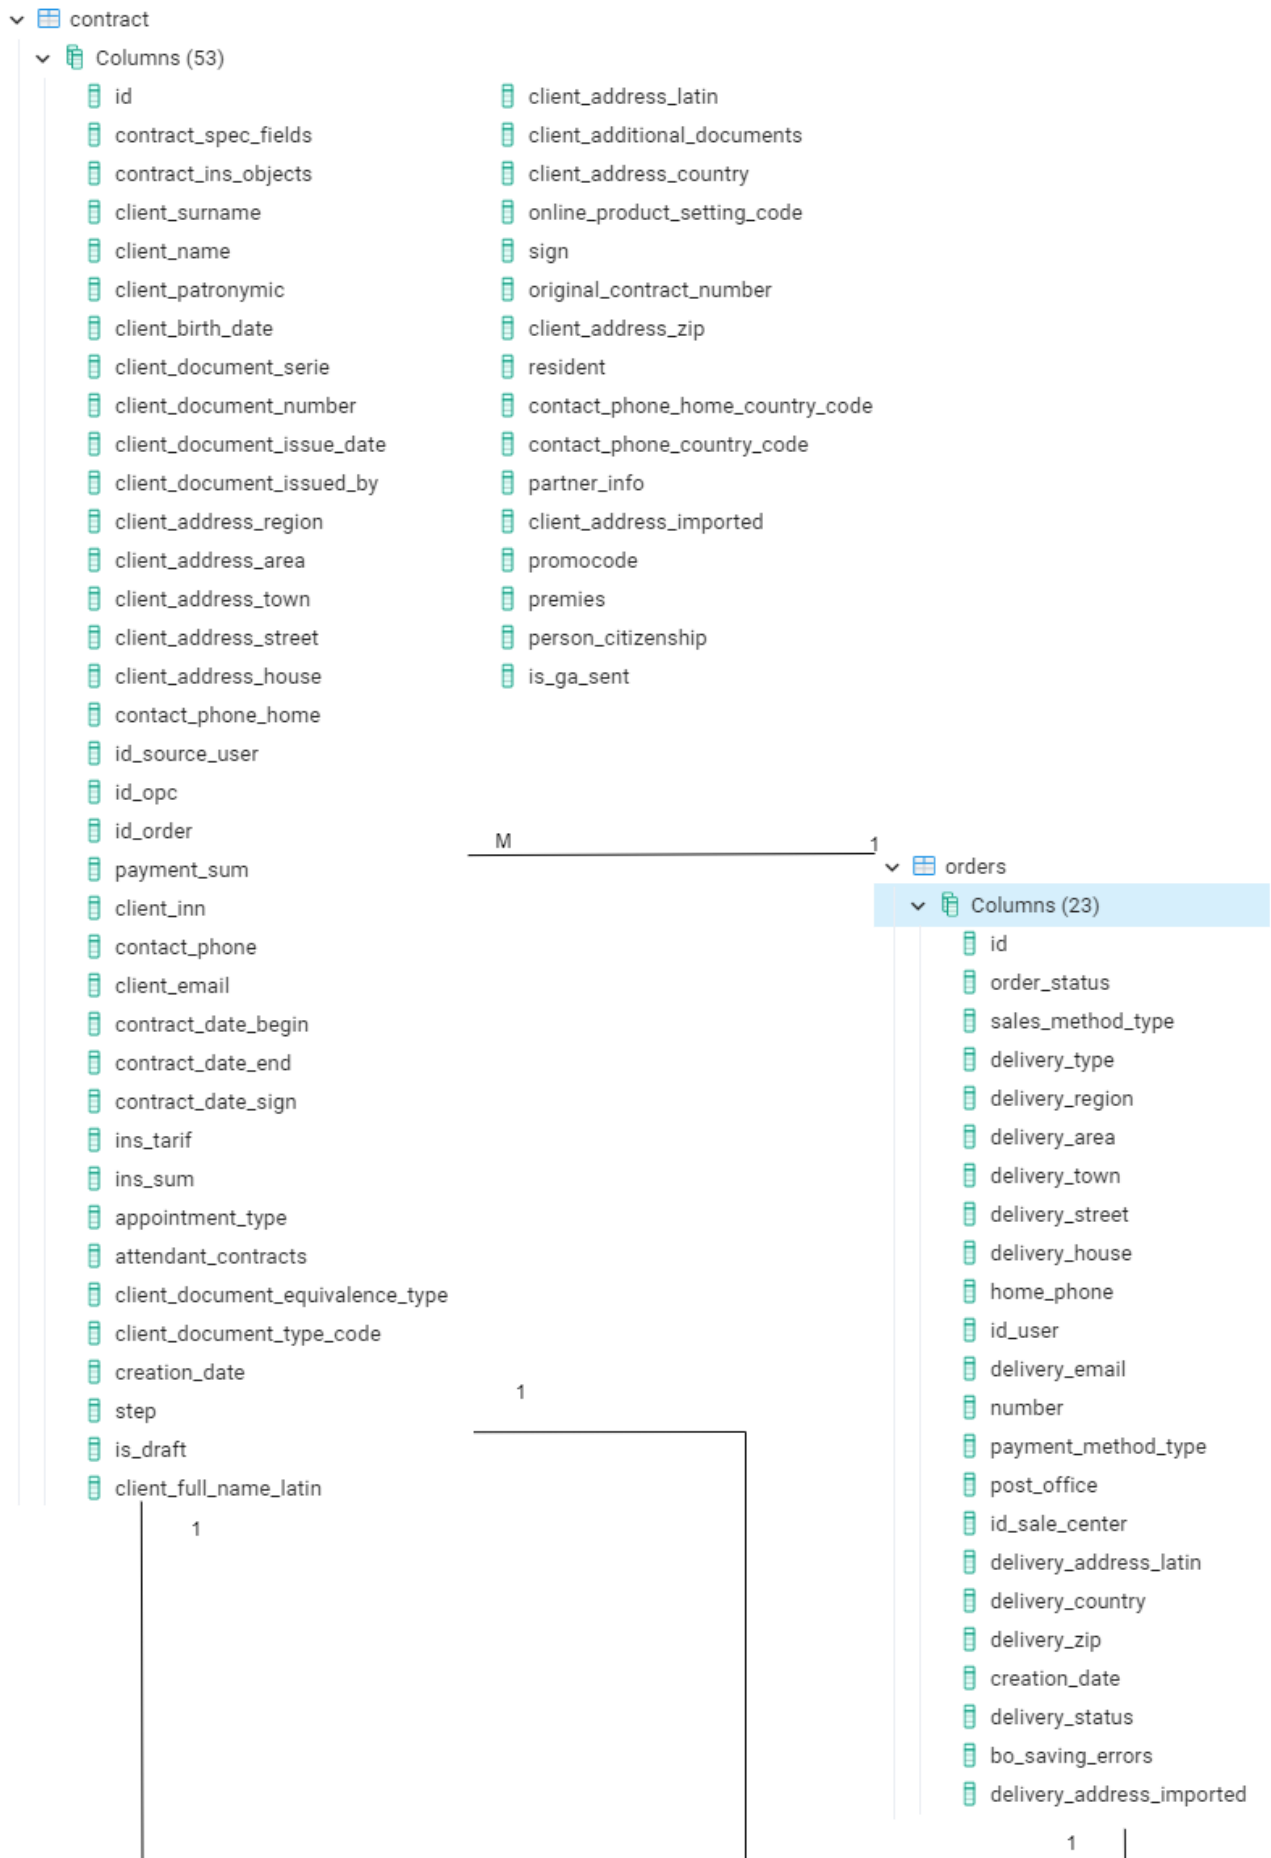 contract
Columns (53)
id
contract_spec_fields
contract_ins_objects
client_surname
client_name
client_patronymic
client_birth_date
client_document_serie
client_document_number
client_document_issue_date
client_document_issued_by
client_address_region
client_address_area
client_address_town
client_address_street
client_address_house
contact_phone_home
id_source_user
id_opc
id_order
payment_sum
client_inn
contact_phone
client_email
contract_date_begin
contract_date_end
contract_date_sign
ins_tarif
ins_sum
appointment_type
attendant_contracts
client_document_equivalence_type
client_document_type_code
creation_date
step
is_draft
client_full_name_latin
client_address_latin
client_additional_documents
client_address_country
online_product_setting_code
sign
original_contract_number
client_address_zip
resident
contact_phone_home_country_code
contact_phone_country_code
partner_info
client_address_imported
promocode
premies
person_citizenship
is_ga_sent
M
1
orders
Columns (23)
id
order_status
sales_method_type
delivery_type
delivery_region
delivery_area
delivery_town
delivery_street
delivery_house
home_phone
id_user
delivery_email
number
payment_method_type
post_office
id_sale_center
delivery_address_latin
delivery_country
delivery_zip
creation_date
delivery_status
bo_saving_errors
delivery_address_imported
1
1
1